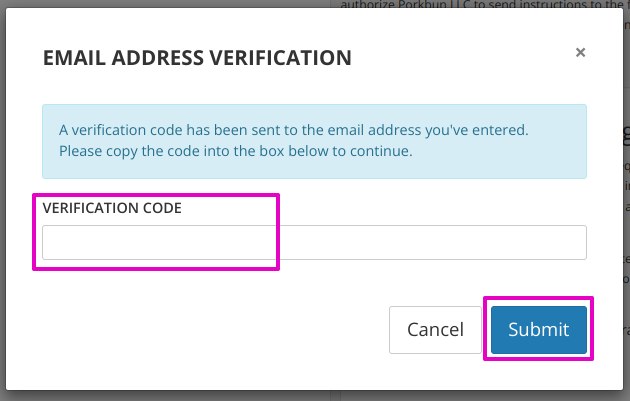 authorize Porkbun LLC to send instructions to the f
EMAIL ADDRESS VERIFICATION
×
A verification code has been sent to the email address you've entered.
Please copy the code into the box below to continue.
VERIFICATION CODE
Cancel
Submit